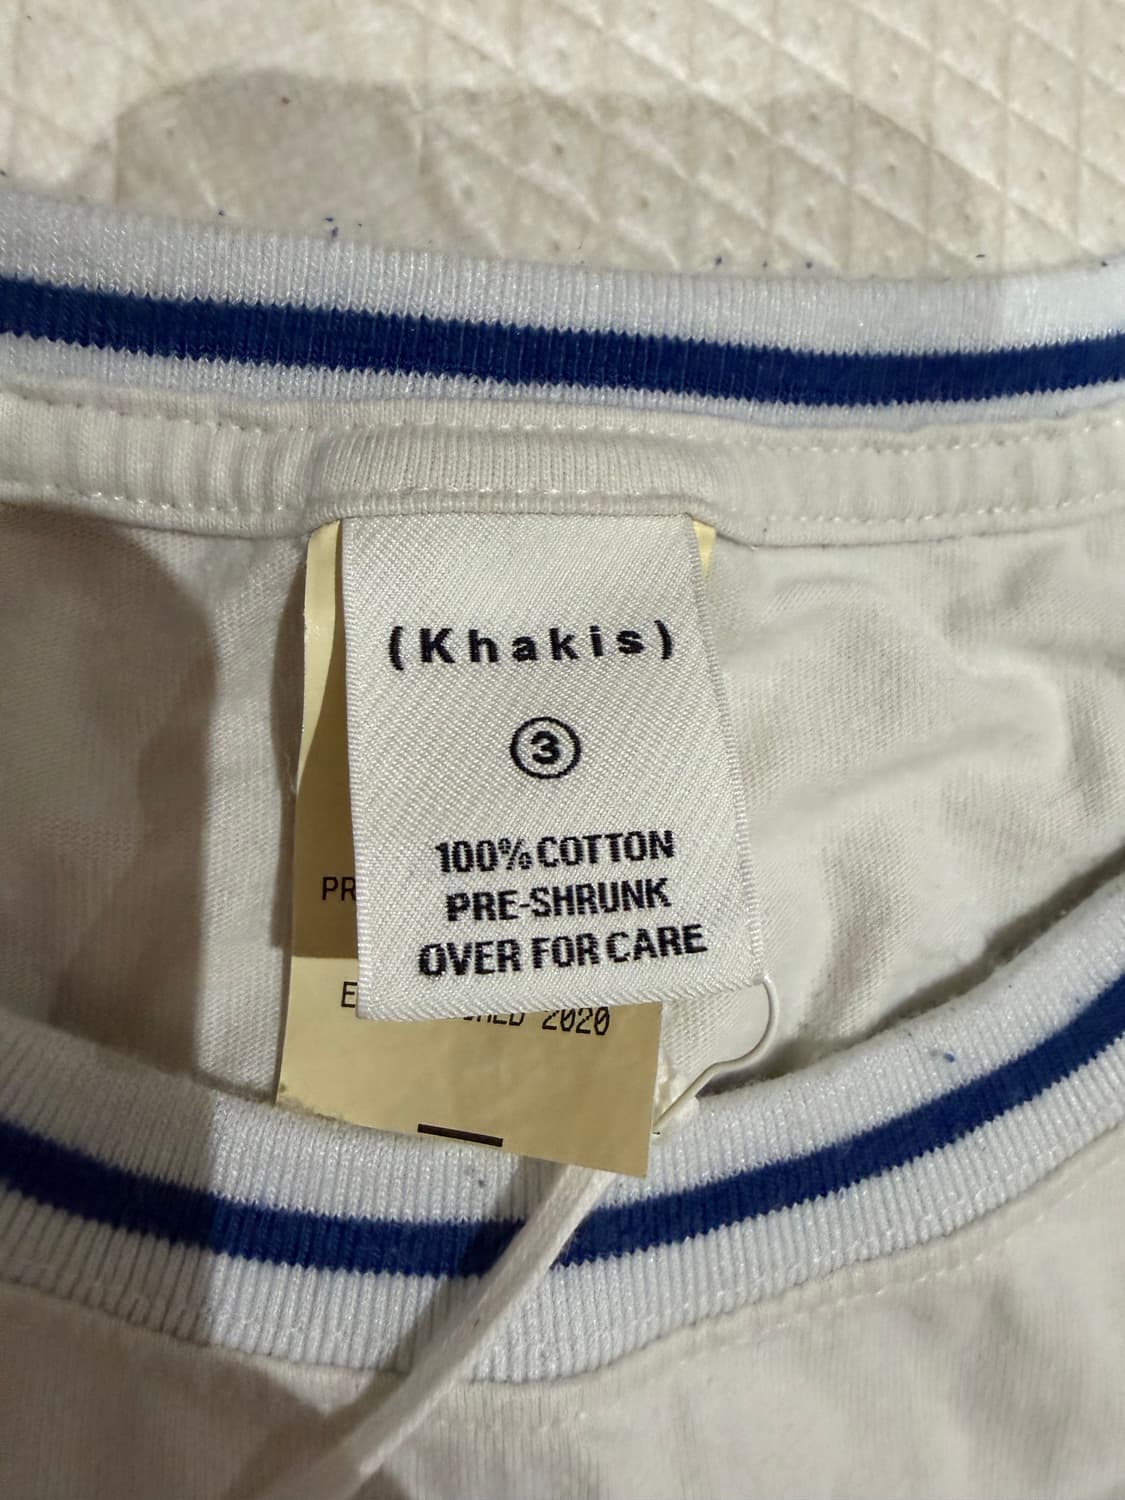 (Khakis)
3
100% COTTON
PRE-SHRUNK
OVER FOR CARE
2020